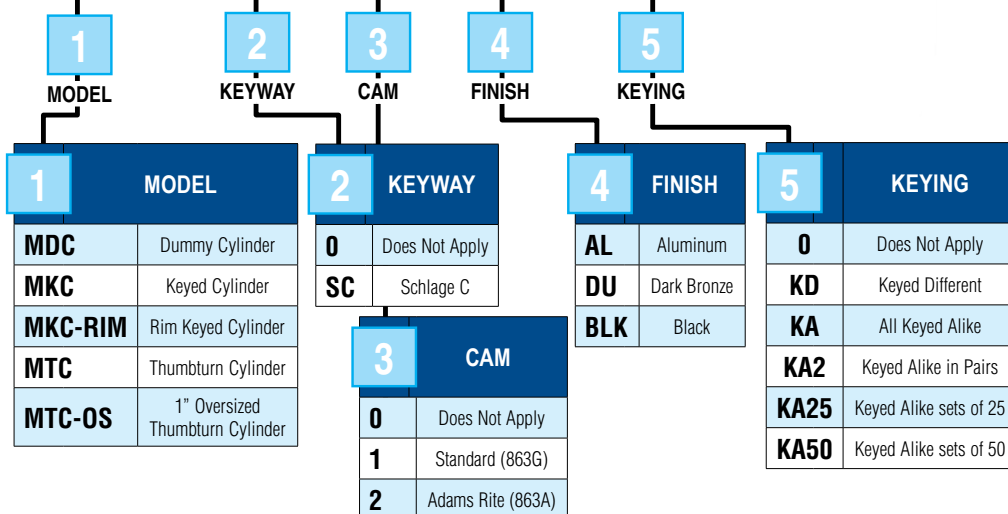 1 2 3 4 5
MODEL KEYWAY CAM FINISH KEYING
1 MODEL
MDC Dummy Cylinder
MKC Keyed Cylinder
MKC-RIM Rim Keyed Cylinder
MTC Thumbturn Cylinder
MTC-OS 1” Oversized
Thumbturn Cylinder
2 KEYWAY
0 Does Not Apply
SC Schlage C
3 CAM
0 Does Not Apply
1 Standard (863G)
2 Adams Rite (863A)
4 FINISH
AL Aluminum
DU Dark Bronze
BLK Black
5 KEYING
0 Does Not Apply
KD Keyed Different
KA All Keyed Alike
KA2 Keyed Alike in Pairs
KA25 Keyed Alike sets of 25
KA50 Keyed Alike sets of 50